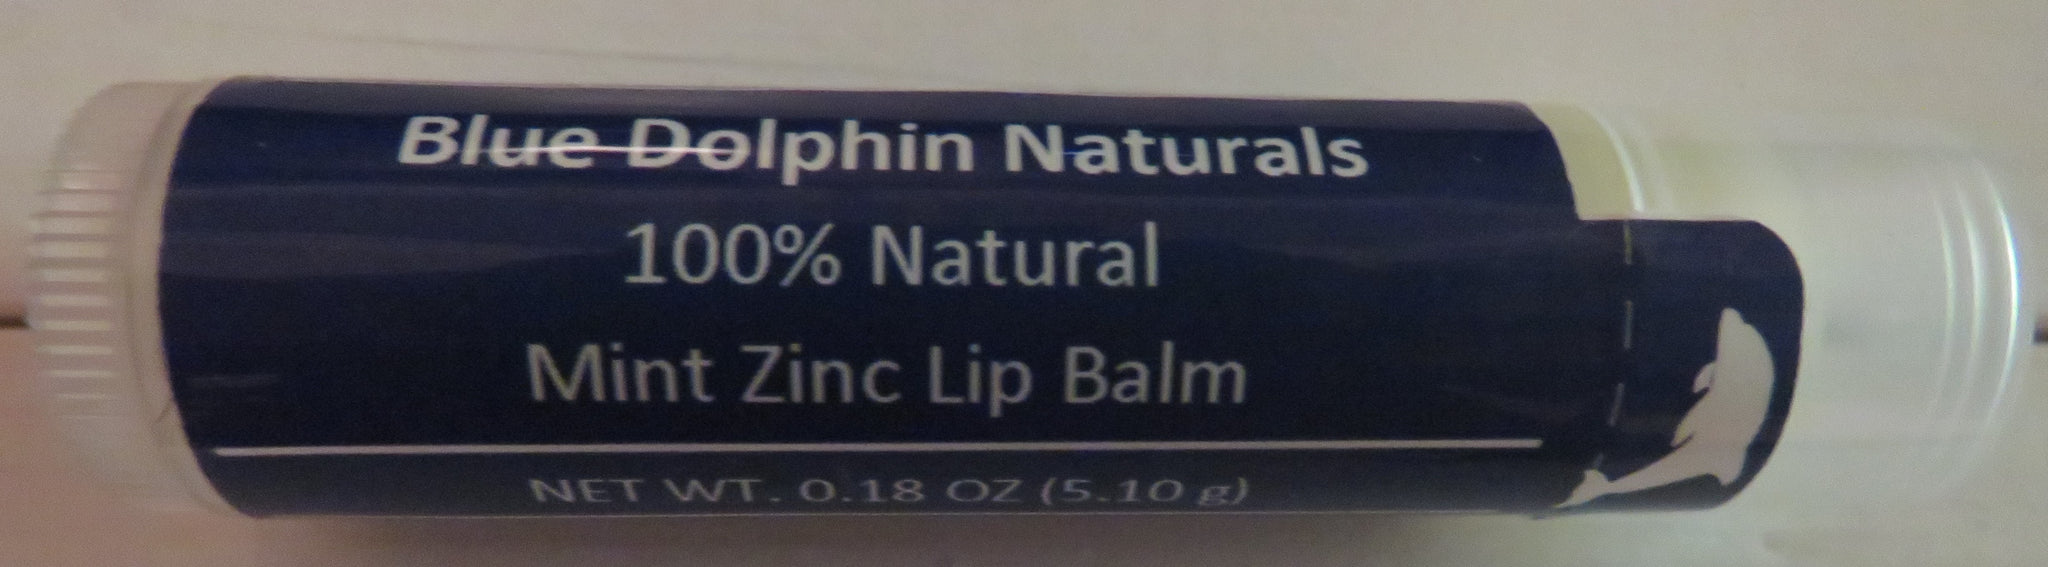 Blue Dolphin Naturals
100% Natural
Mint Zinc Lip Balm
NET WT. 0.18 OZ (5.10 g)